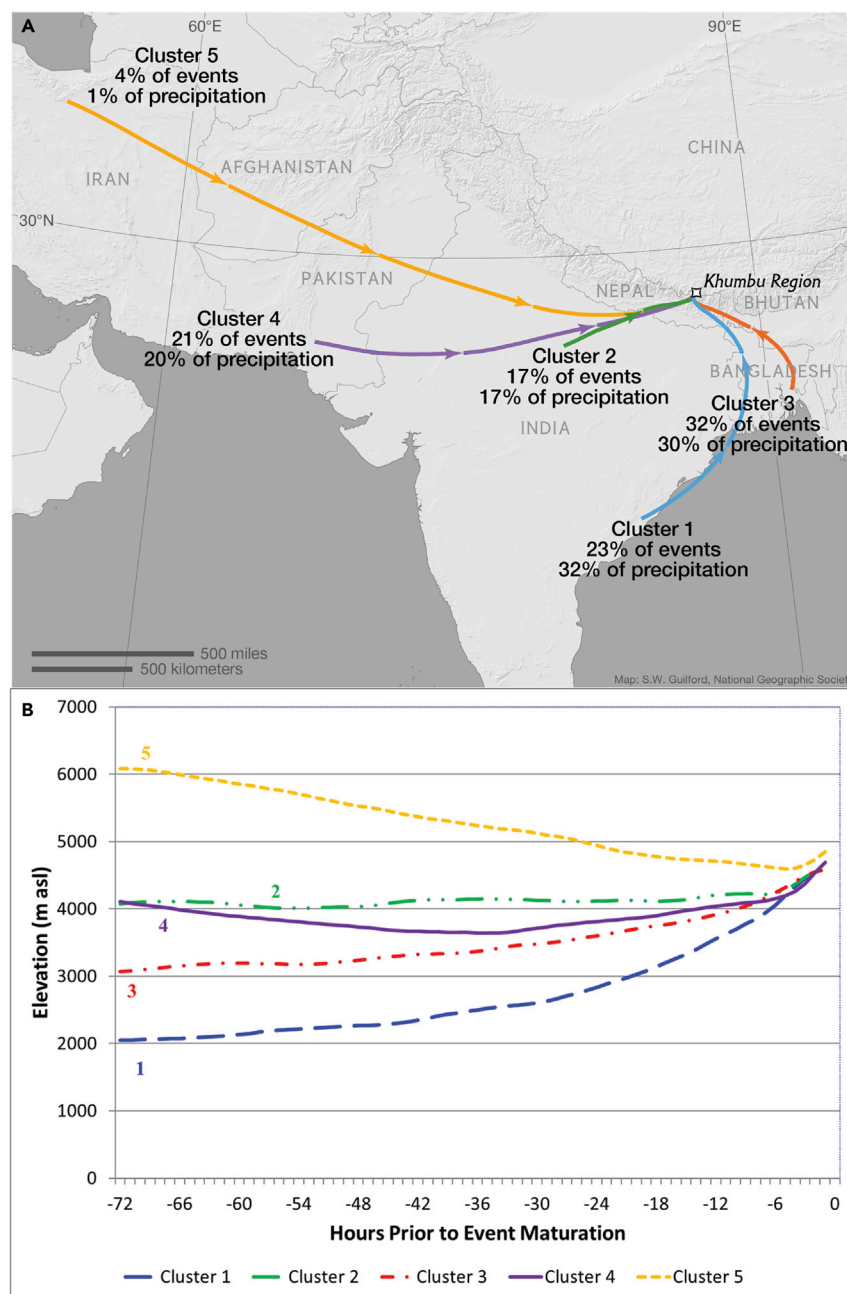 A
60°E
90°E
Cluster 5
4% of events
1% of precipitation
CHINA
AFGHANISTAN
IRAN
30°N
PAKISTAN
Khumbu Region
NEPAL
BHUTAN
Cluster 4
21% of events
20% of precipitation
Cluster 2
17% of events
17% of precipitation
BANGLADESH
Cluster 3
32% of events
30% of precipitation
INDIA
Cluster 1
23% of events
32% of precipitation
500 miles
500 kilometers
Map: S.W. Guilford, National Geographic Societ
B
7000
6000
5000
4000
3000
2000
1000
0
Elevation (m asl)
5
2
4
3
1
-72 -66 -60 -54 -48 -42 -36 -30 -24 -18 -12 -6 0
Hours Prior to Event Maturation
Cluster 1 Cluster 2 Cluster 3 Cluster 4 Cluster 5